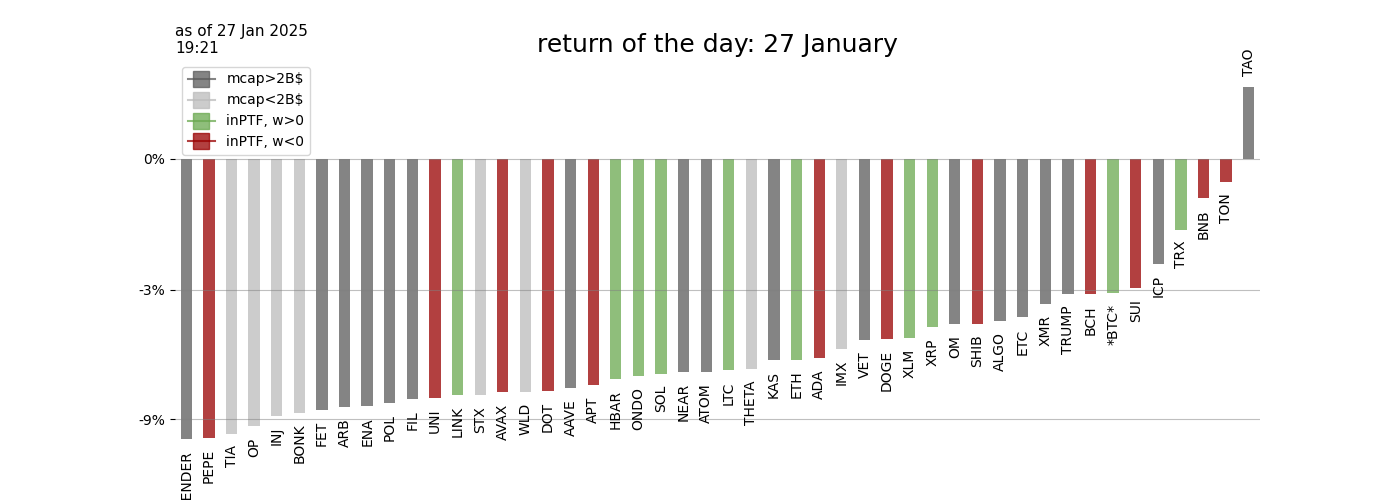 as of 27 Jan 2025
19:21
return of the day: 27 January
mcap>2B$
mcap<2B$
inPTF, w>0
inPTF, w<0
0%
-3%
-9%
ENDER
PEPE
TIA
OP
INJ
BONK
FET
ARB
ENA
POL
FIL
UNI
LINK
STX
AVAX
WLD
DOT
AAVE
APT
HBAR
ONDO
SOL
NEAR
ATOM
LTC
THETA
KAS
ETH
ADA
IMX
VET
DOGE
XLM
XRP
OM
SHIB
ALGO
ETC
XMR
TRUMP
BCH
*BTC*
SUI
ICP
TRX
BNB
TON
TAO